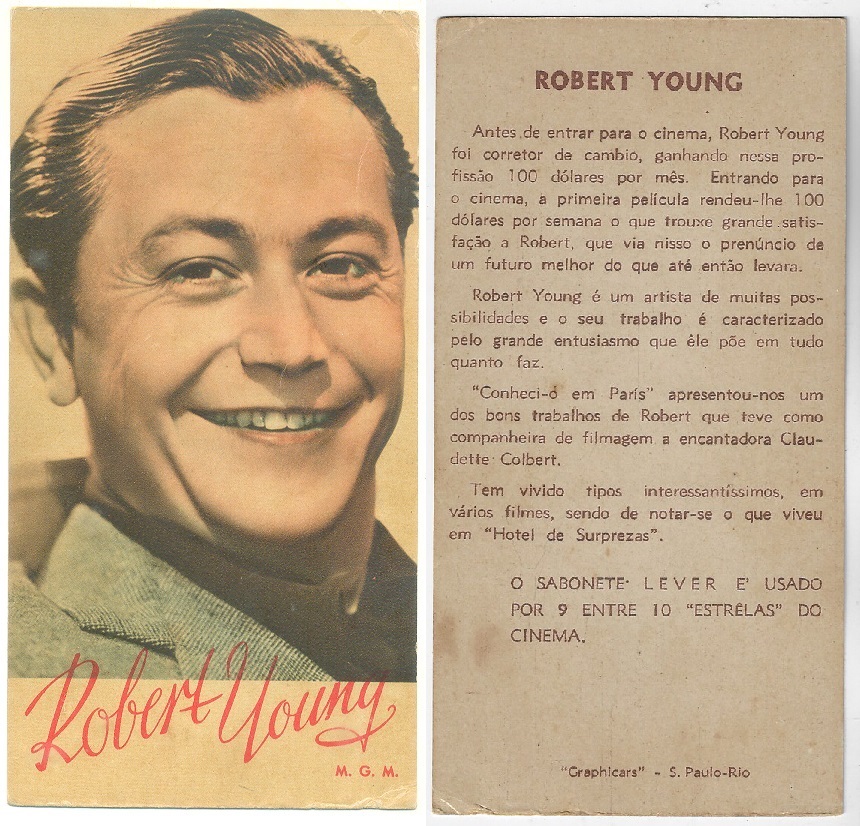 Robert Young
M. G. M.
ROBERT YOUNG
Antes de entrar para o cinema, Robert Young
foi corretor de cambio, ganhando nessa pro-
fissão 100 dólares por mês. Entrando para
o cinema, a primeira película rendeu-lhe 100
dólares por semana o que trouxe grande satis-
fação a Robert, que via nisso o prenúncio de
um futuro melhor do que até então levara.
Robert Young é um artista de muitas pos-
sibilidades e o seu trabalho é caracterizado
pelo grande entusiasmo que êle põe em tudo
quanto faz.
"Conheci-o em París" apresentou-nos um
dos bons trabalhos de Robert que teve como
companheira de filmagem a encantadora Clau-
dette Colbert.
Tem vivido tipos interessantíssimos, em
vários filmes, sendo de notar-se o que viveu
em "Hotel de Surprezas".
O SABONETE LEVER E' USADO
POR 9 ENTRE 10 "ESTRÊLAS" DO
CINEMA.
"Graphicars" - S. Paulo-Rio